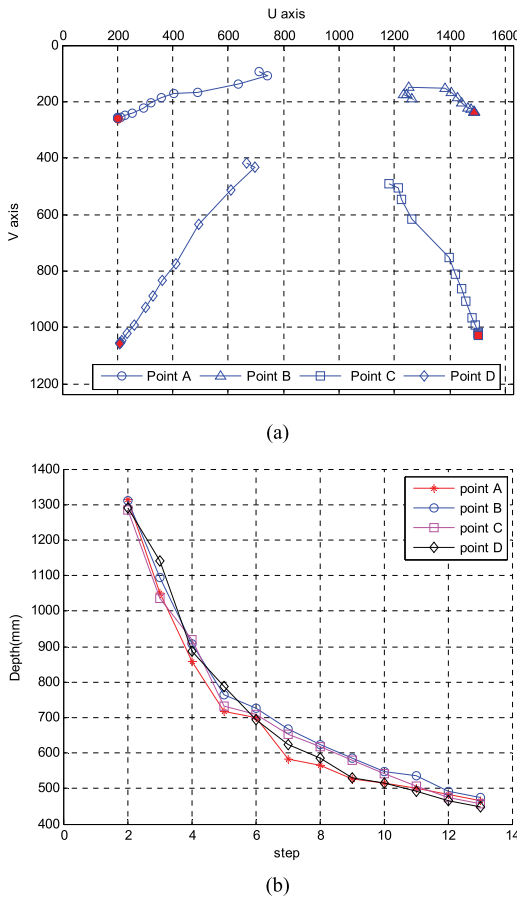 U axis
0 200 400 600 800 1000 1200 1400 1600
0
200
400
600
800
1000
1200
V axis
Point A Point B Point C Point D
(a)
1400
1300
1200
1100
1000
900
800
700
600
500
400
Depth(mm)
point A
point B
point C
point D
0 2 4 6 8 10 12 14
step
(b)